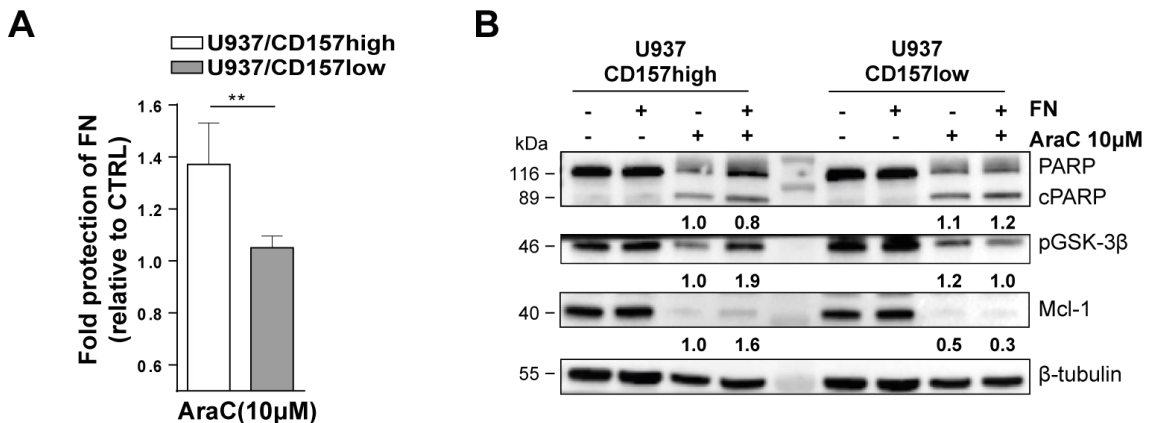 A
U937/CD157high
U937/CD157low
Fold protection of FN
(relative to CTRL)
1.6
1.4
1.2
1.0
0.8
0.6
**
AraC(10µM)
B
U937
CD157high
U937
CD157low
- + - + - + - + FN
- - + + - - + + AraC 10µM
kDa
116 PARP
89 cPARP
1.0 0.8 1.1 1.2
46 pGSK-3β
1.0 1.9 1.2 1.0
40 Mcl-1
1.0 1.6 0.5 0.3
55 β-tubulin